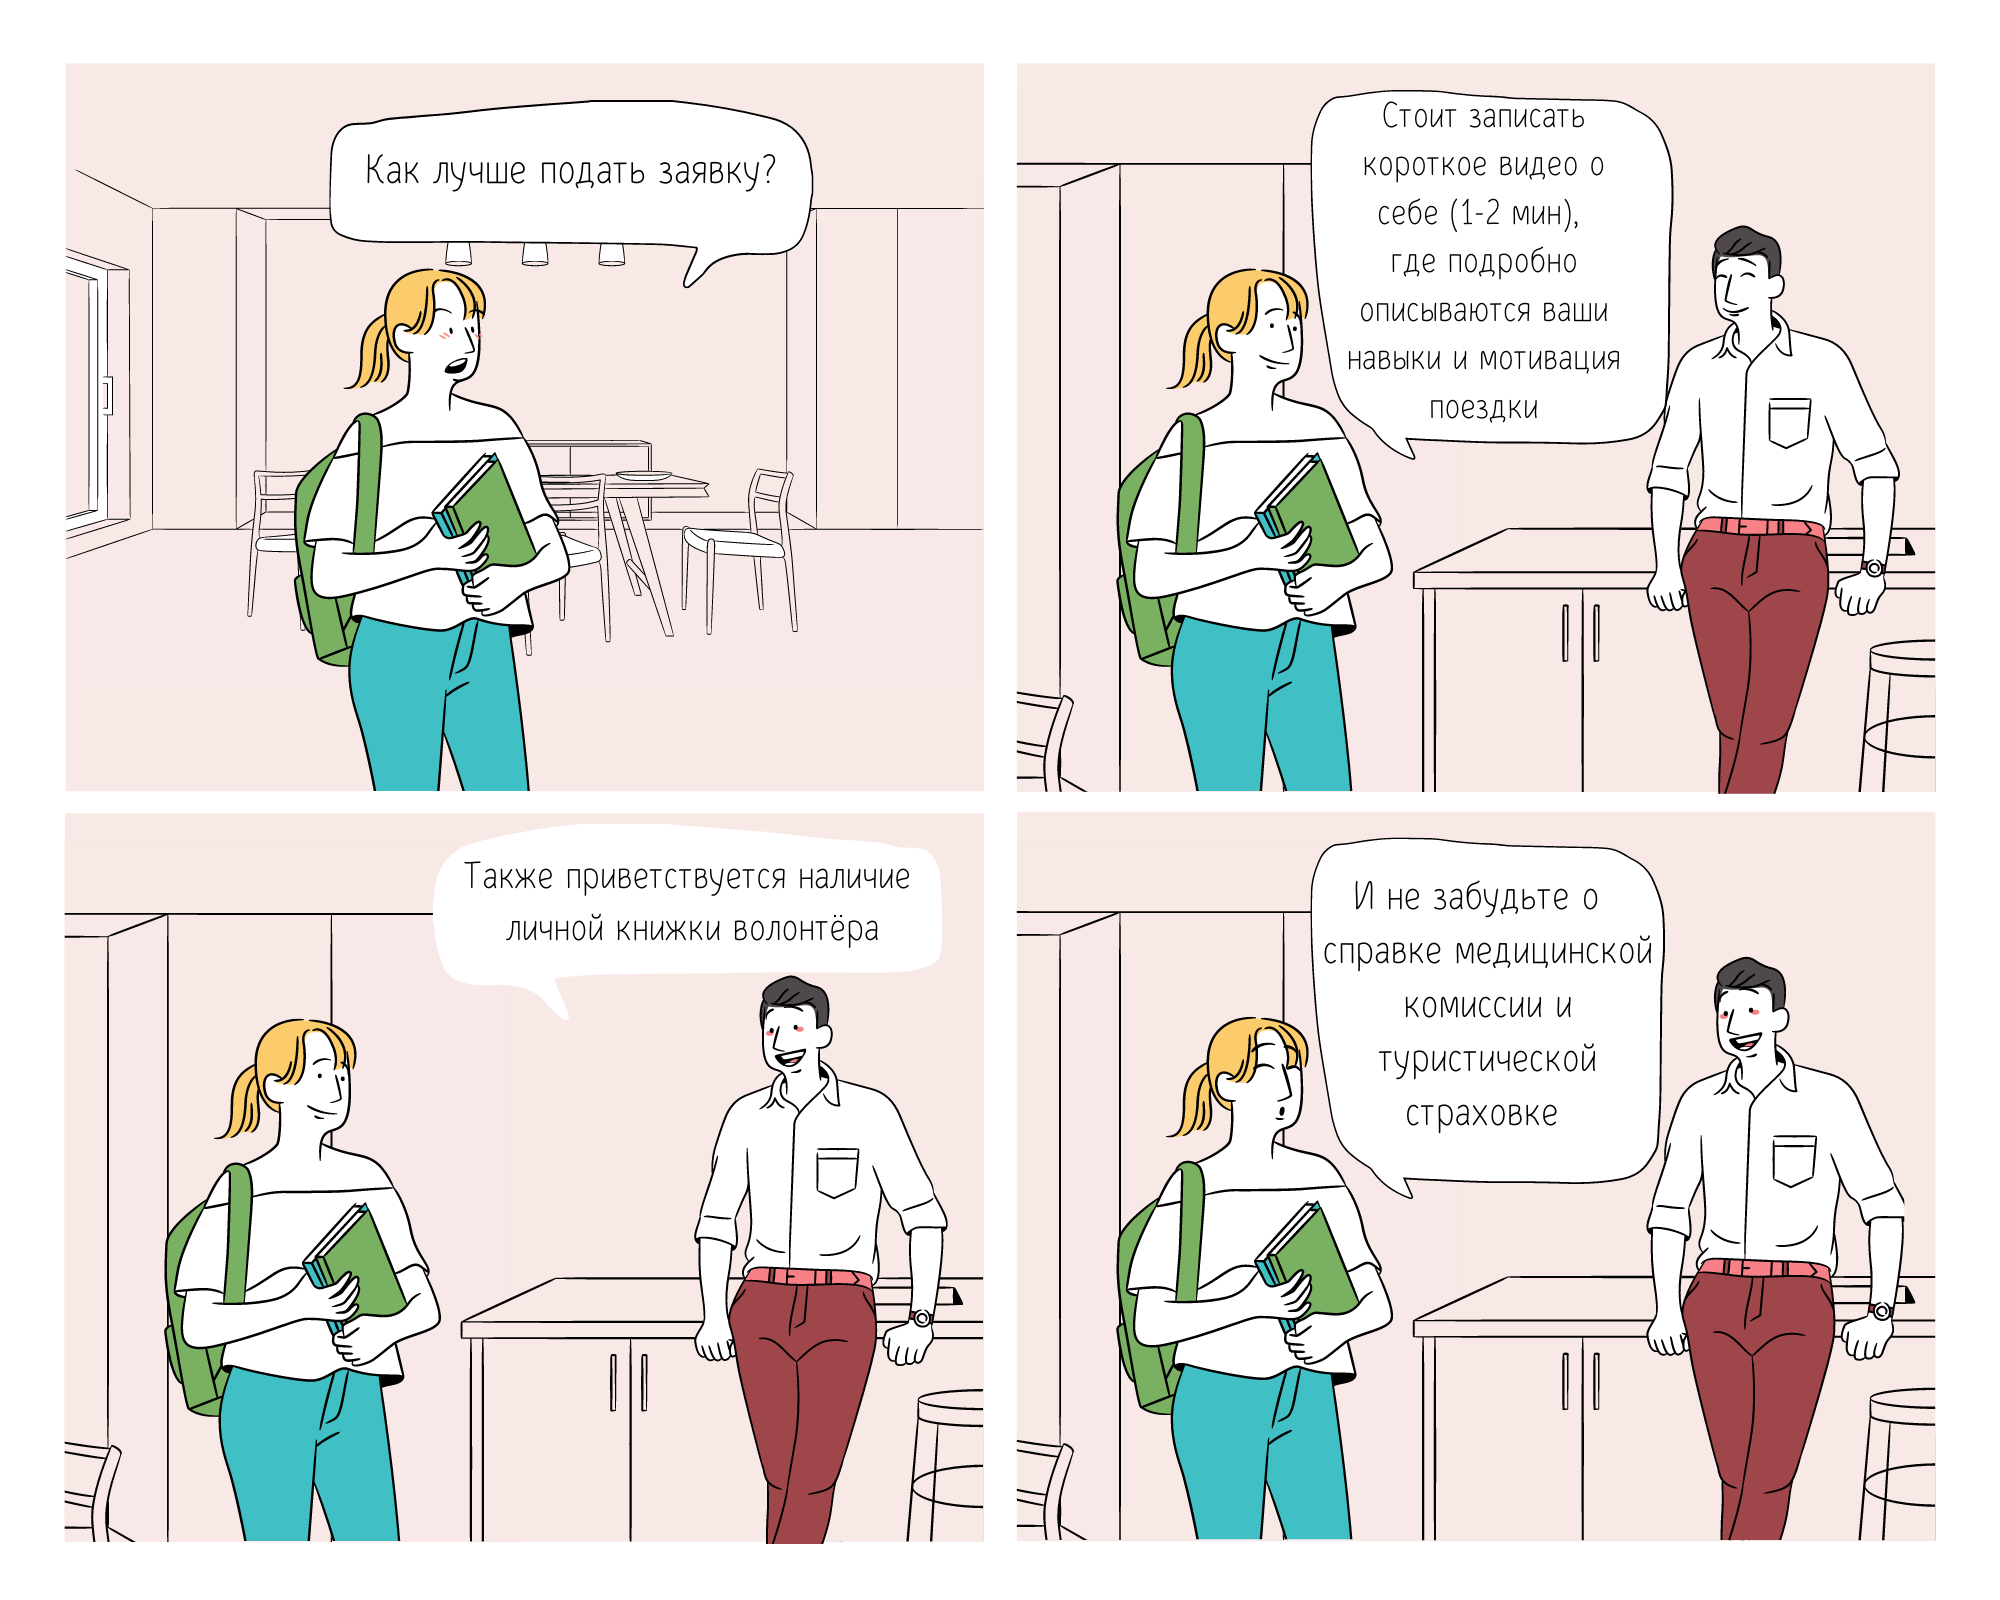 Как лучше подать заявку?
Стоит записать
короткое видео о
себе (1-2 мин),
где подробно
описываются ваши
навыки и мотивация
поездки
Также приветствуется наличие
личной книжки волонтёра
И не забудьте о
справке медицинской
комиссии и
туристической
страховке